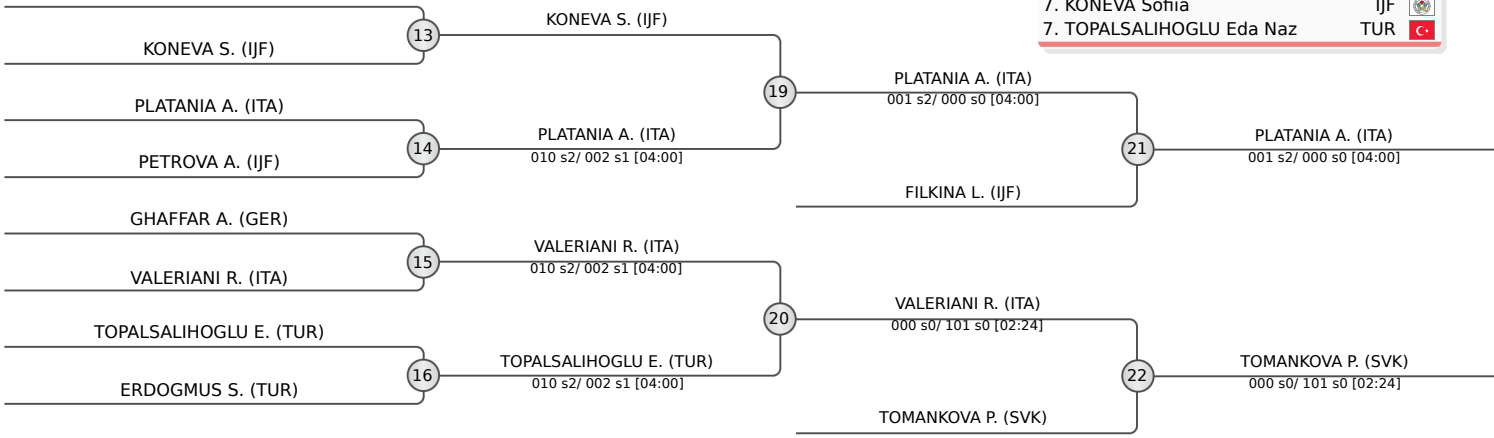 7. KONEVA Sofiia IJF
7. TOPALSALIHOGLU Eda Naz TUR
KONEVA S. (IJF)
13
KONEVA S. (IJF)
PLATANIA A. (ITA)
001 s2/ 000 s0 [04:00]
19
PLATANIA A. (ITA)
PLATANIA A. (ITA)
010 s2/ 002 s1 [04:00]
14
PETROVA A. (IJF)
PLATANIA A. (ITA)
001 s2/ 000 s0 [04:00]
21
FILKINA L. (IJF)
GHAFFAR A. (GER)
VALERIANI R. (ITA)
010 s2/ 002 s1 [04:00]
15
VALERIANI R. (ITA)
VALERIANI R. (ITA)
000 s0/ 101 s0 [02:24]
20
TOPALSALIHOGLU E. (TUR)
TOPALSALIHOGLU E. (TUR)
010 s2/ 002 s1 [04:00]
16
ERDOGMUS S. (TUR)
TOMANKOVA P. (SVK)
000 s0/ 101 s0 [02:24]
22
TOMANKOVA P. (SVK)